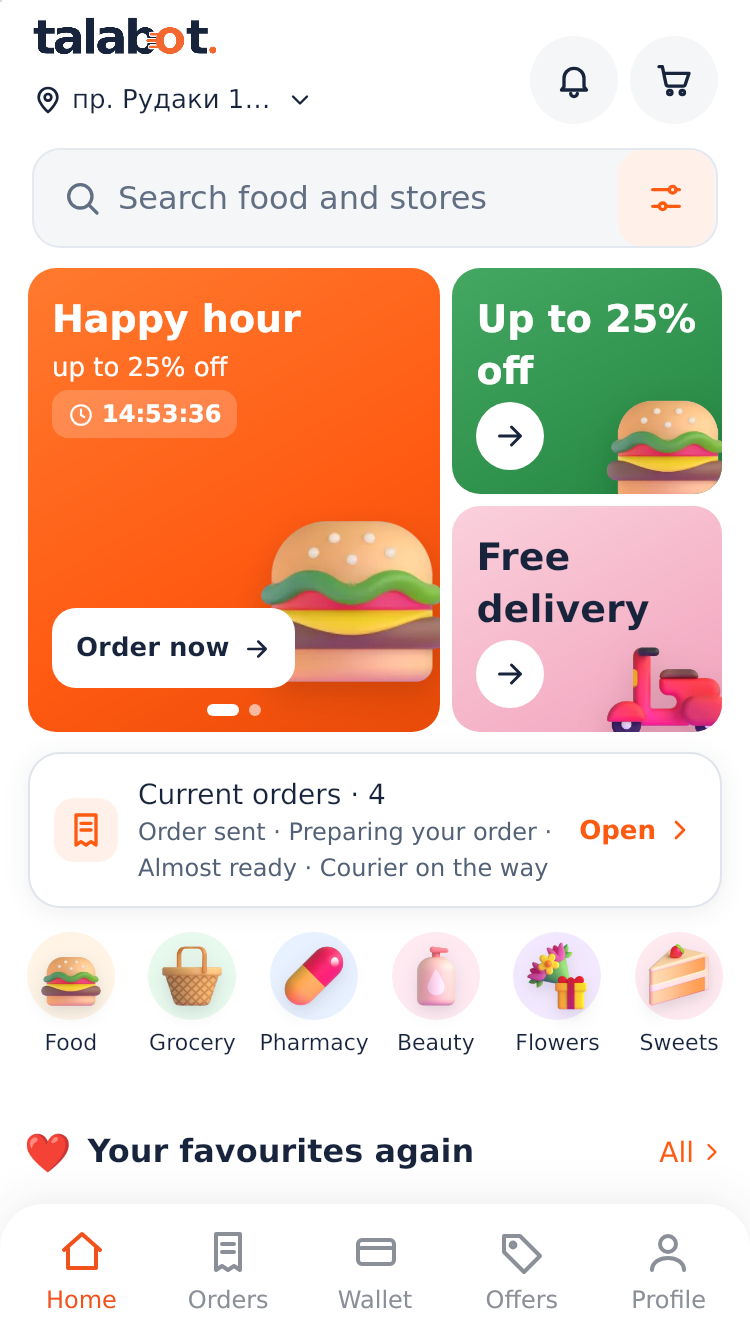 talabot.
пр. Рудаки 1...
Search food and stores
Happy hour
up to 25% off
14:53:36
Order now
Up to 25%
off
Free
delivery
Current orders · 4
Order sent · Preparing your order ·
Almost ready · Courier on the way
Open
Food
Grocery
Pharmacy
Beauty
Flowers
Sweets
Your favourites again
All
Home
Orders
Wallet
Offers
Profile